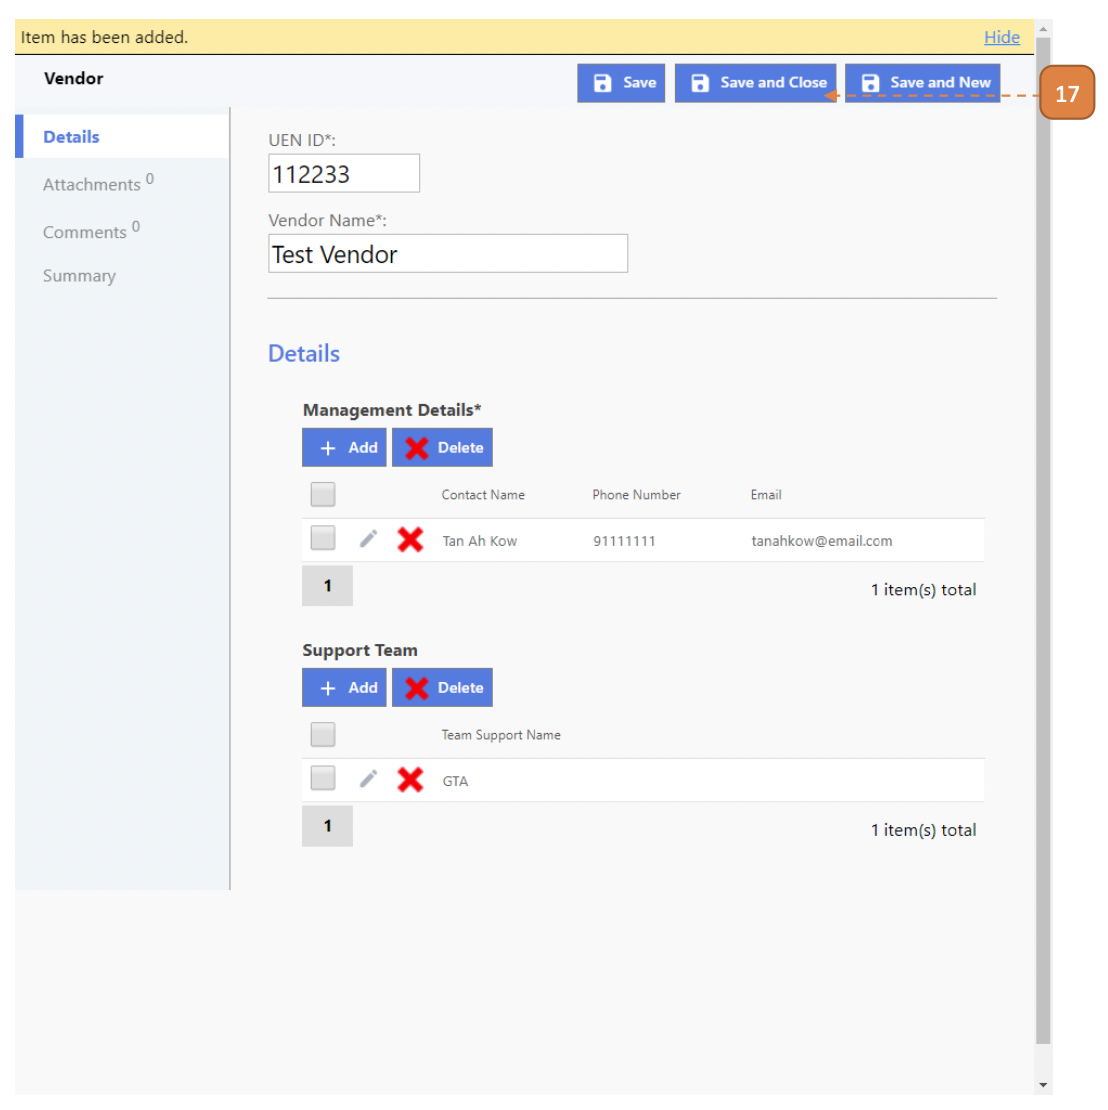 Item has been added. Hide
Vendor Save Save and Close Save and New 17
Details
Attachments 0
Comments 0
Summary
UEN ID*:
112233
Vendor Name*:
Test Vendor
Details
Management Details*
+ Add Delete
Contact Name Phone Number Email
Tan Ah Kow 91111111 tanahkow@email.com
1 1 item(s) total
Support Team
+ Add Delete
Team Support Name
GTA
1 1 item(s) total